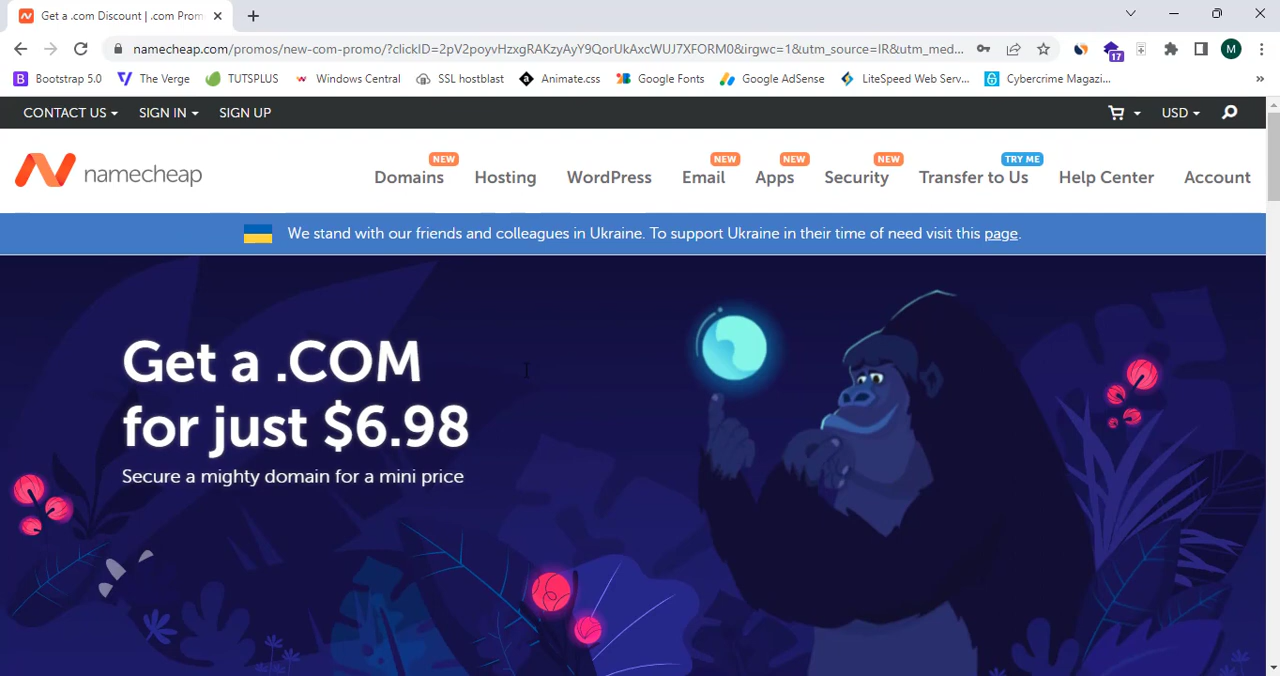 Get a .com Discount | .com Prom
namecheap.com/promos/new-com-promo/?clickID=2pV2poyvHzxgRAKzyAyY9QorUkAxcWUJ7XFORM0&irgwc=1&utm_source=IR&utm_med...
17
M
B Bootstrap 5.0 The Verge TUTSPLUS Windows Central SSL hostblast Animate.css Google Fonts Google AdSense LiteSpeed Web Serv... Cybercrime Magazi... »
CONTACT US SIGN IN SIGN UP USD
NEW NEW NEW NEW TRY ME
namecheap Domains Hosting WordPress Email Apps Security Transfer to Us Help Center Account
We stand with our friends and colleagues in Ukraine. To support Ukraine in their time of need visit this page.
Get a .COM
for just $6.98
Secure a mighty domain for a mini price